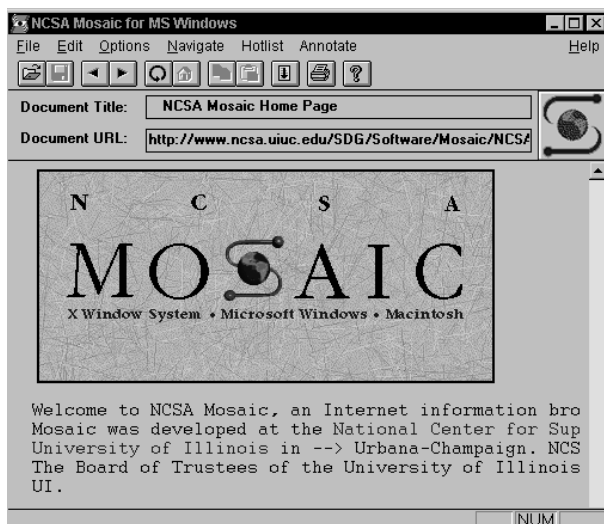 NCSA Mosaic for MS Windows
File Edit Options Navigate Hotlist Annotate Help
Document Title: NCSA Mosaic Home Page
Document URL: http://www.ncsa.uiuc.edu/SDG/Software/Mosaic/NCSA
N C S A
MOSAIC
X Window System • Microsoft Windows • Macintosh
Welcome to NCSA Mosaic, an Internet information bro
Mosaic was developed at the National Center for Sup
University of Illinois in --> Urbana-Champaign. NCS
The Board of Trustees of the University of Illinois
UI.
NUM